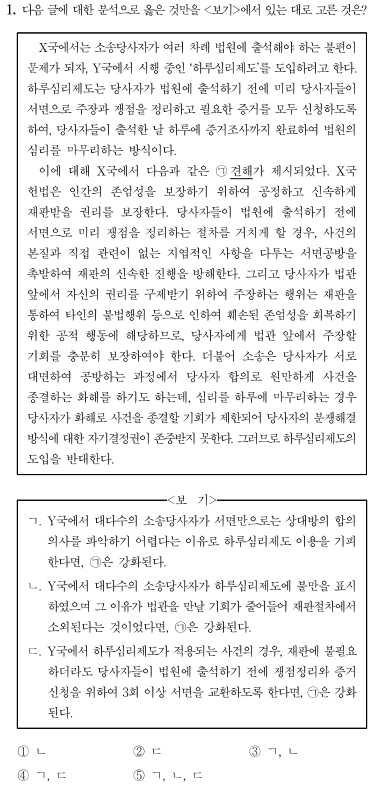 1. 다음 글에 대한 분석으로 옳은 것만을 <보기>에서 있는 대로 고른 것은?
X국에서는 소송당사자가 여러 차례 법원에 출석해야 하는 불편이
문제가 되자, Y국에서 시행 중인 '하루심리제도'를 도입하려고 한다.
하루심리제도는 당사자가 법원에 출석하기 전에 미리 당사자들이
서면으로 주장과 쟁점을 정리하고 필요한 증거를 모두 신청하도록
하여, 당사자들이 출석한 날 하루에 증거조사까지 완료하여 법원의
심리를 마무리하는 방식이다.
이에 대해 X국에서 다음과 같은 ㉠ 견해가 제시되었다. X국
헌법은 인간의 존엄성을 보장하기 위하여 공정하고 신속하게
재판받을 권리를 보장한다. 당사자들이 법원에 출석하기 전에
서면으로 미리 쟁점을 정리하는 절차를 거치게 할 경우, 사건의
본질과 직접 관련이 없는 지엽적인 사항을 다투는 서면공방을
촉발하여 재판의 신속한 진행을 방해한다. 그리고 당사자가 법관
앞에서 자신의 권리를 구제받기 위하여 주장하는 행위는 재판을
통하여 타인의 불법행위 등으로 인하여 훼손된 존엄성을 회복하기
위한 공적 행동에 해당하므로, 당사자에게 법관 앞에서 주장할
기회를 충분히 보장하여야 한다. 더불어 소송은 당사자가 서로
대면하여 공방하는 과정에서 당사자 합의로 원만하게 사건을
종결하는 화해를 하기도 하는데, 심리를 하루에 마무리하는 경우
당사자가 화해로 사건을 종결할 기회가 제한되어 당사자의 분쟁해결
방식에 대한 자기결정권이 존중받지 못한다. 그러므로 하루심리제도의
도입을 반대한다.
<보 기>
ㄱ. Y국에서 대다수의 소송당사자가 서면만으로는 상대방의 합의
의사를 파악하기 어렵다는 이유로 하루심리제도 이용을 기피
한다면, ㉠은 강화된다.
ㄴ. Y국에서 대다수의 소송당사자가 하루심리제도에 불만을 표시
하였으며 그 이유가 법관을 만날 기회가 줄어들어 재판절차에서
소외된다는 것이었다면, ㉠은 강화된다.
ㄷ. Y국에서 하루심리제도가 적용되는 사건의 경우, 재판에 불필요
하더라도 당사자들이 법원에 출석하기 전에 쟁점정리와 증거
신청을 위하여 3회 이상 서면을 교환하도록 한다면, ㉠은 강화
된다.
① ㄴ ② ㄷ ③ ㄱ, ㄴ
④ ㄱ, ㄷ ⑤ ㄱ, ㄴ, ㄷ